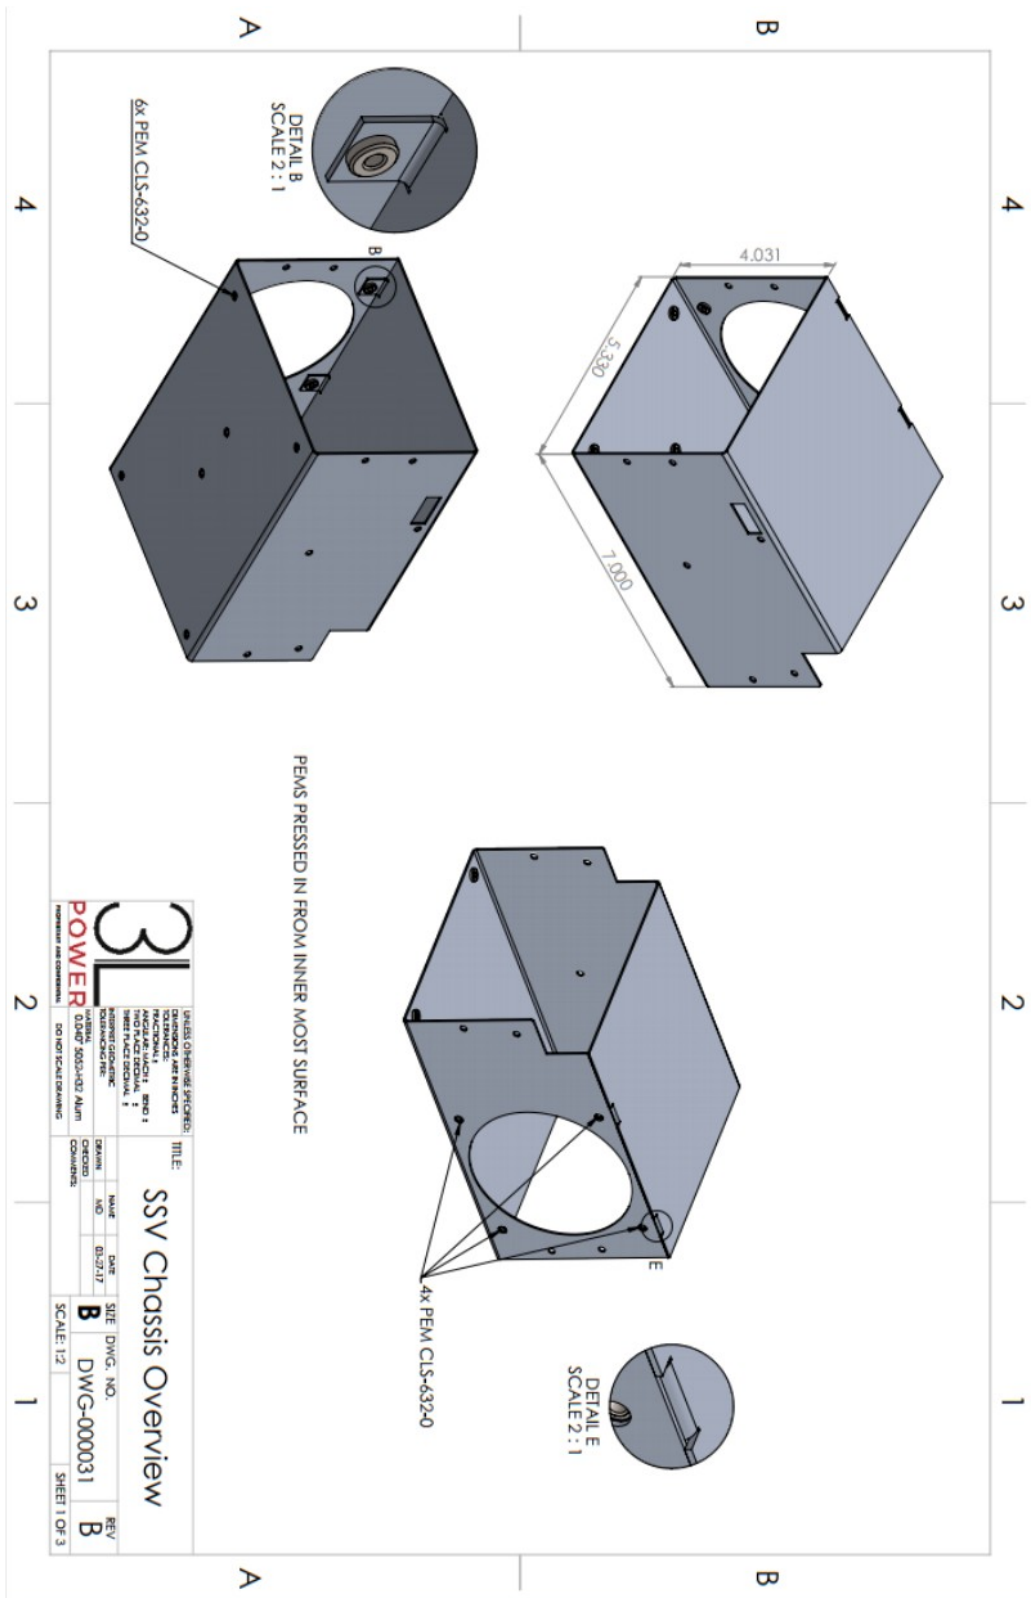 4
3
2
1
B
A
4.031
5.330
7.000
DETAIL B
SCALE 2 : 1
B
6x PEM CLS-632-0
PEMS PRESSED IN FROM INNER MOST SURFACE
E
4x PEM CLS-632-0
DETAIL E
SCALE 2 : 1
3L
POWER
PROPRIETARY AND CONFIDENTIAL
UNLESS OTHERWISE SPECIFIED:
DIMENSIONS ARE IN INCHES
TOLERANCES:
FRACTIONAL ±
ANGULAR: MACH ± BEND ±
TWO PLACE DECIMAL ±
THREE PLACE DECIMAL ±
INTERPRET GEOMETRIC
TOLERANCING PER:
MATERIAL
0.040" 5052-H32 Alum
DO NOT SCALE DRAWING
NAME DATE
DRAWN MO 03-27-17
CHECKED
COMMENTS:
TITLE:
SSV Chassis Overview
SIZE DWG. NO. REV
B DWG-000031 B
SCALE: 1:2 SHEET 1 OF 3
4
3
2
1
B
A